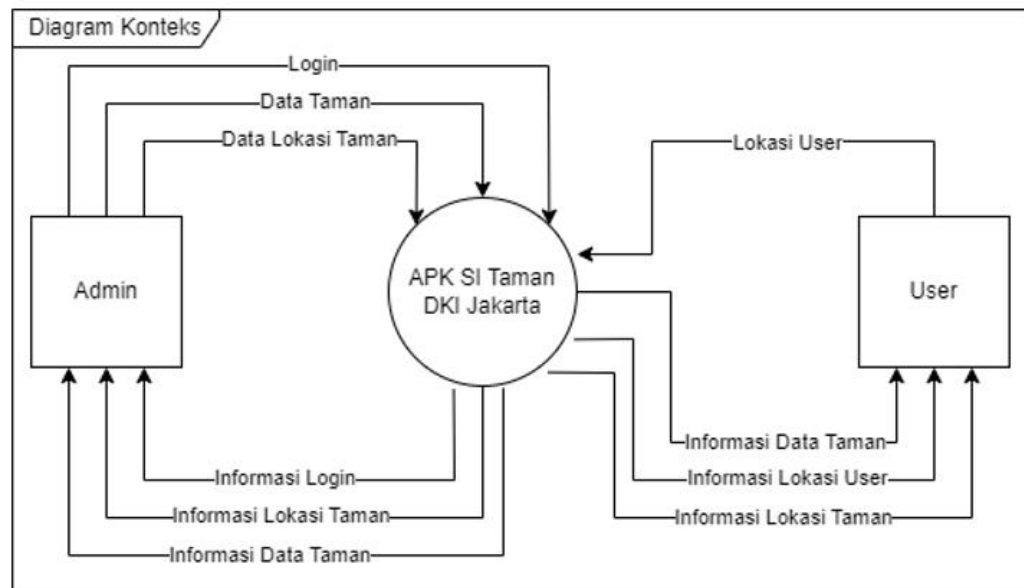 Diagram Konteks
Login
Data Taman
Data Lokasi Taman
Lokasi User
Admin
APK SI Taman
DKI Jakarta
User
Informasi Data Taman
Informasi Lokasi User
Informasi Lokasi Taman
Informasi Login
Informasi Lokasi Taman
Informasi Data Taman